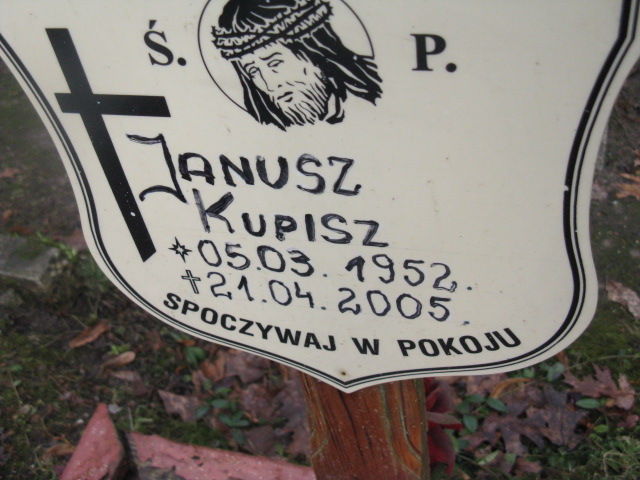 Ś. P.
JANUSZ
KUPISZ
* 05.03.1952.
† 21.04.2005.
SPOCZYWAJ W POKOJU